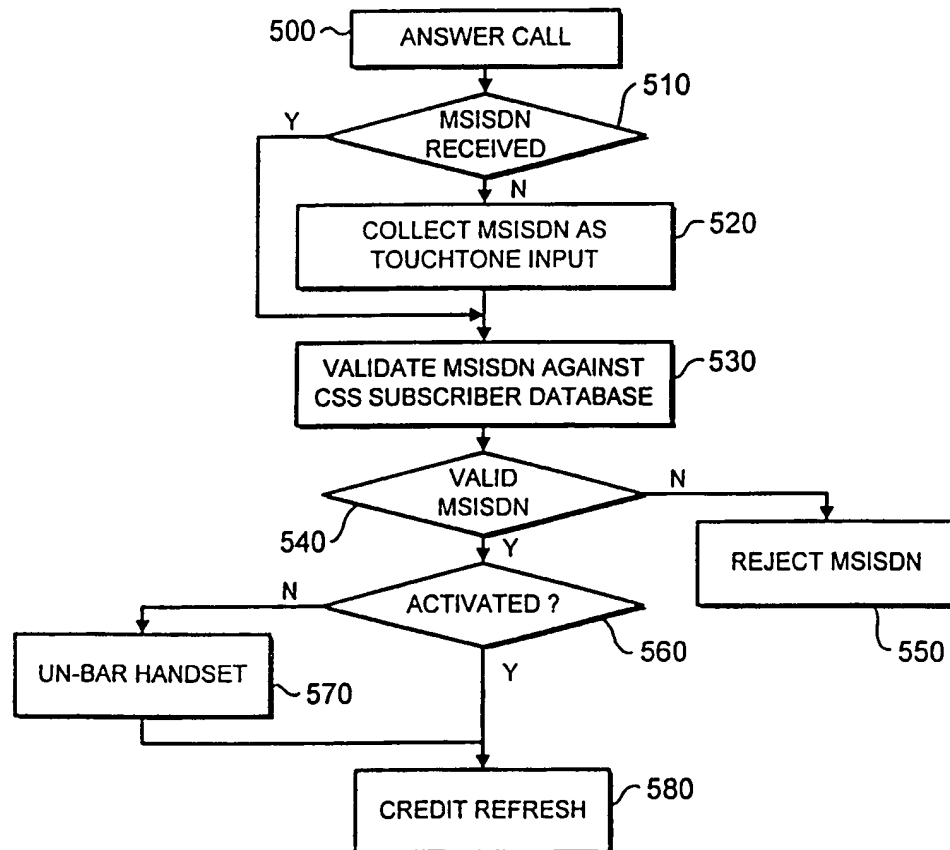 500
ANSWER CALL
510
Y
MSISDN
RECEIVED
N
COLLECT MSISDN AS
TOUCHTONE INPUT
520
VALIDATE MSISDN AGAINST
CSS SUBSCRIBER DATABASE
530
VALID
MSISDN
N
540
Y
REJECT MSISDN
550
N
ACTIVATED ?
560
UN-BAR HANDSET
570
Y
CREDIT REFRESH
580